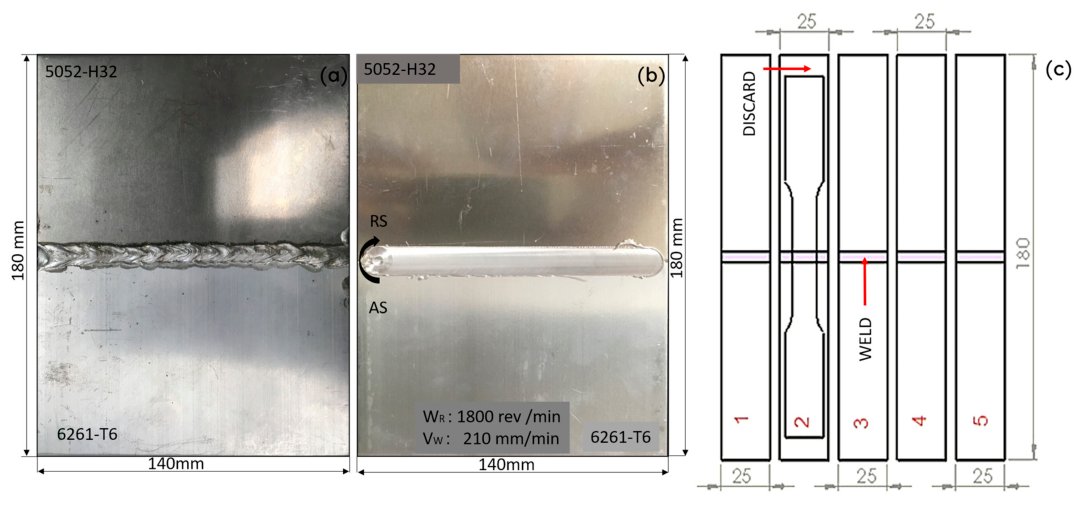 5052-H32
(a)
180 mm
6261-T6
140mm
5052-H32
(b)
RS
AS
180 mm
WR : 1800 rev /min
VW : 210 mm/min
6261-T6
140mm
25
25
(c)
DISCARD
WELD
180
1
2
3
4
5
25
25
25